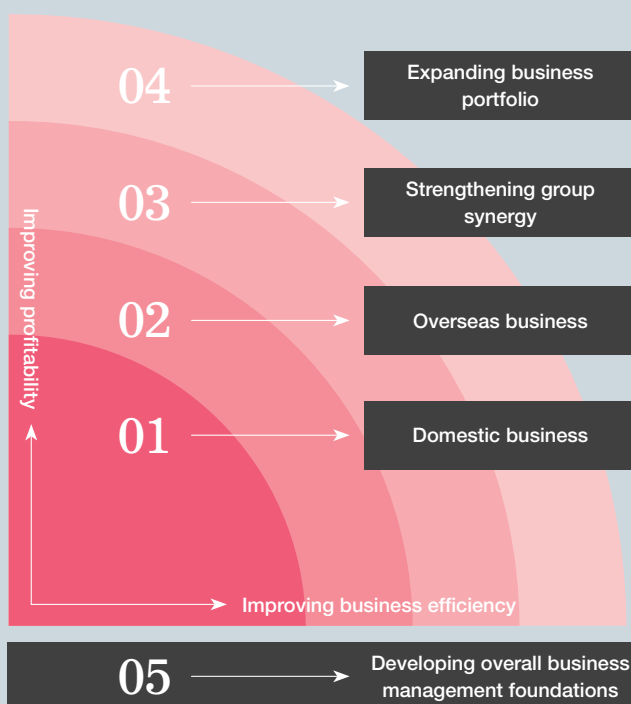 04
Expanding business
portfolio
03
Strengthening group
synergy
02
Overseas business
01
Domestic business
Improving profitability
Improving business efficiency
05
Developing overall business
management foundations